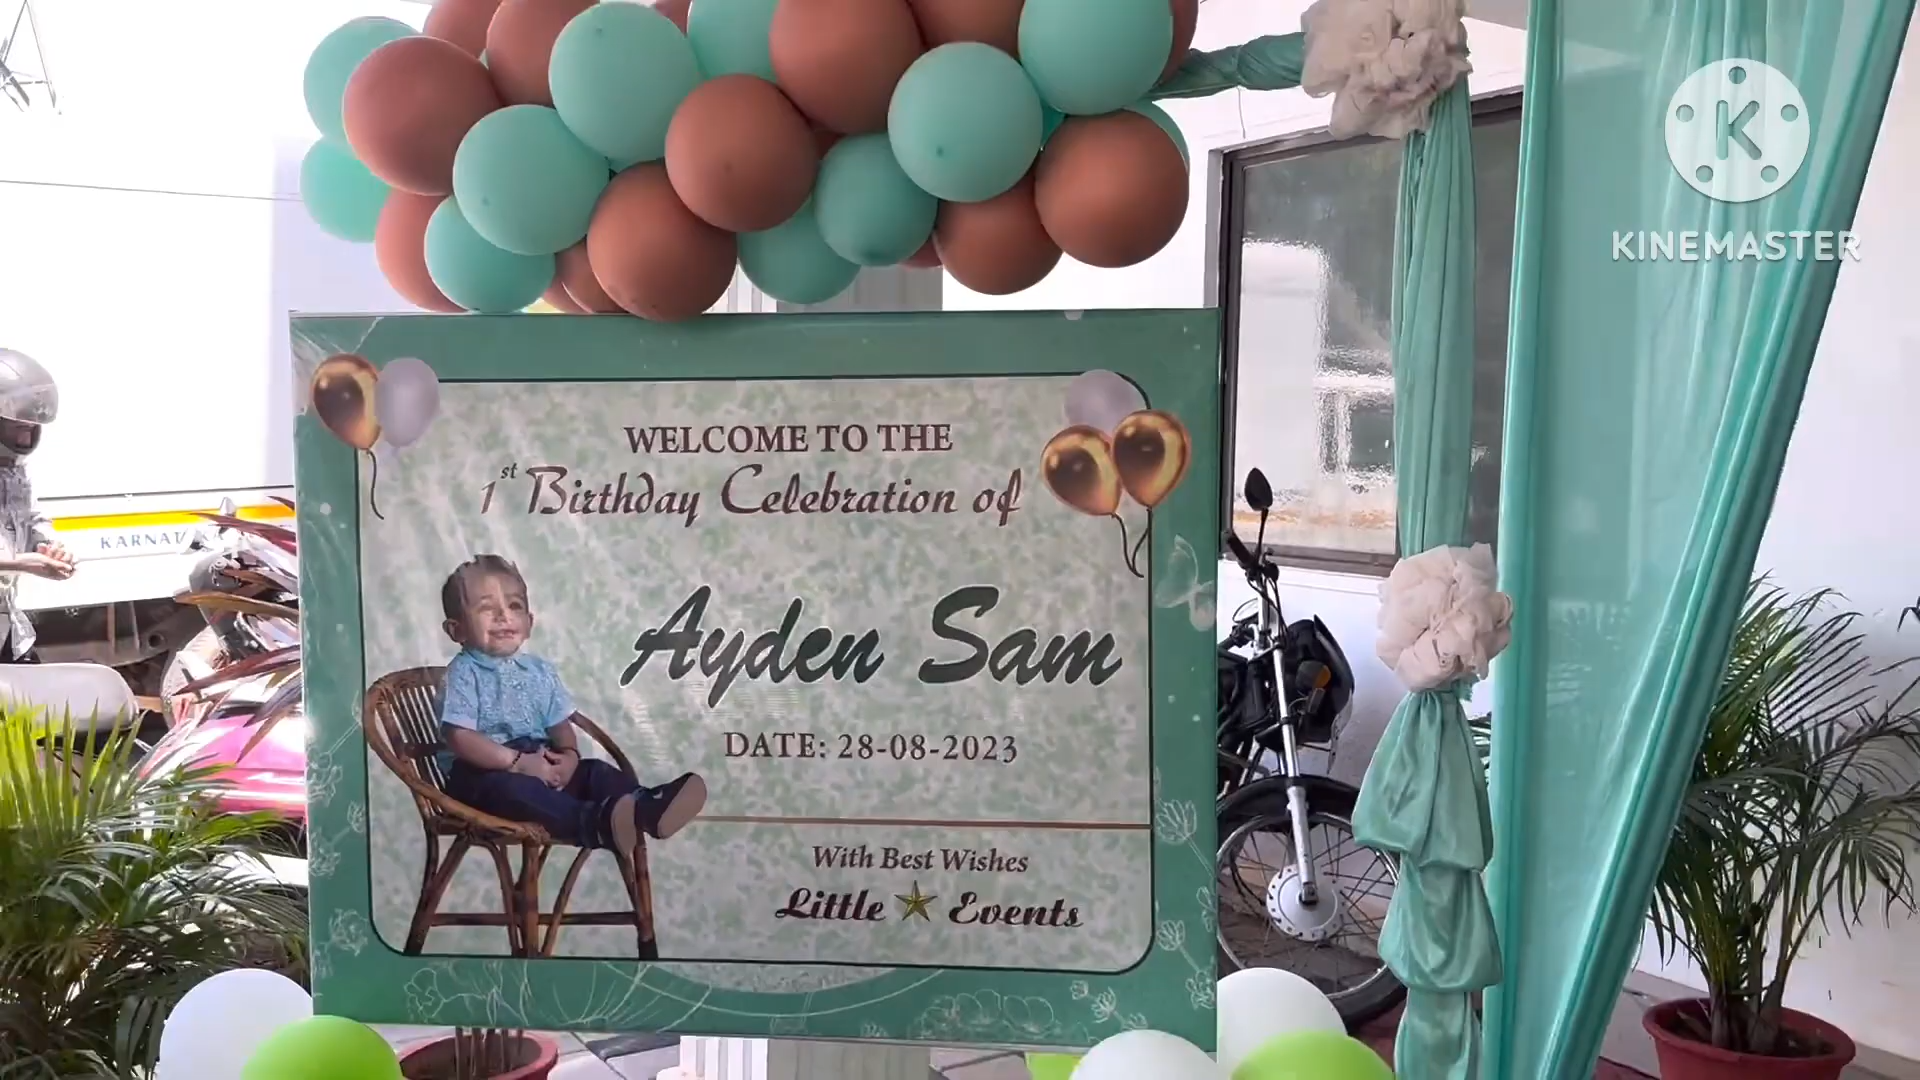 K
KINEMASTER
WELCOME TO THE
1st Birthday Celebration of
Ayden Sam
DATE: 28-08-2023
With Best Wishes
Little Events